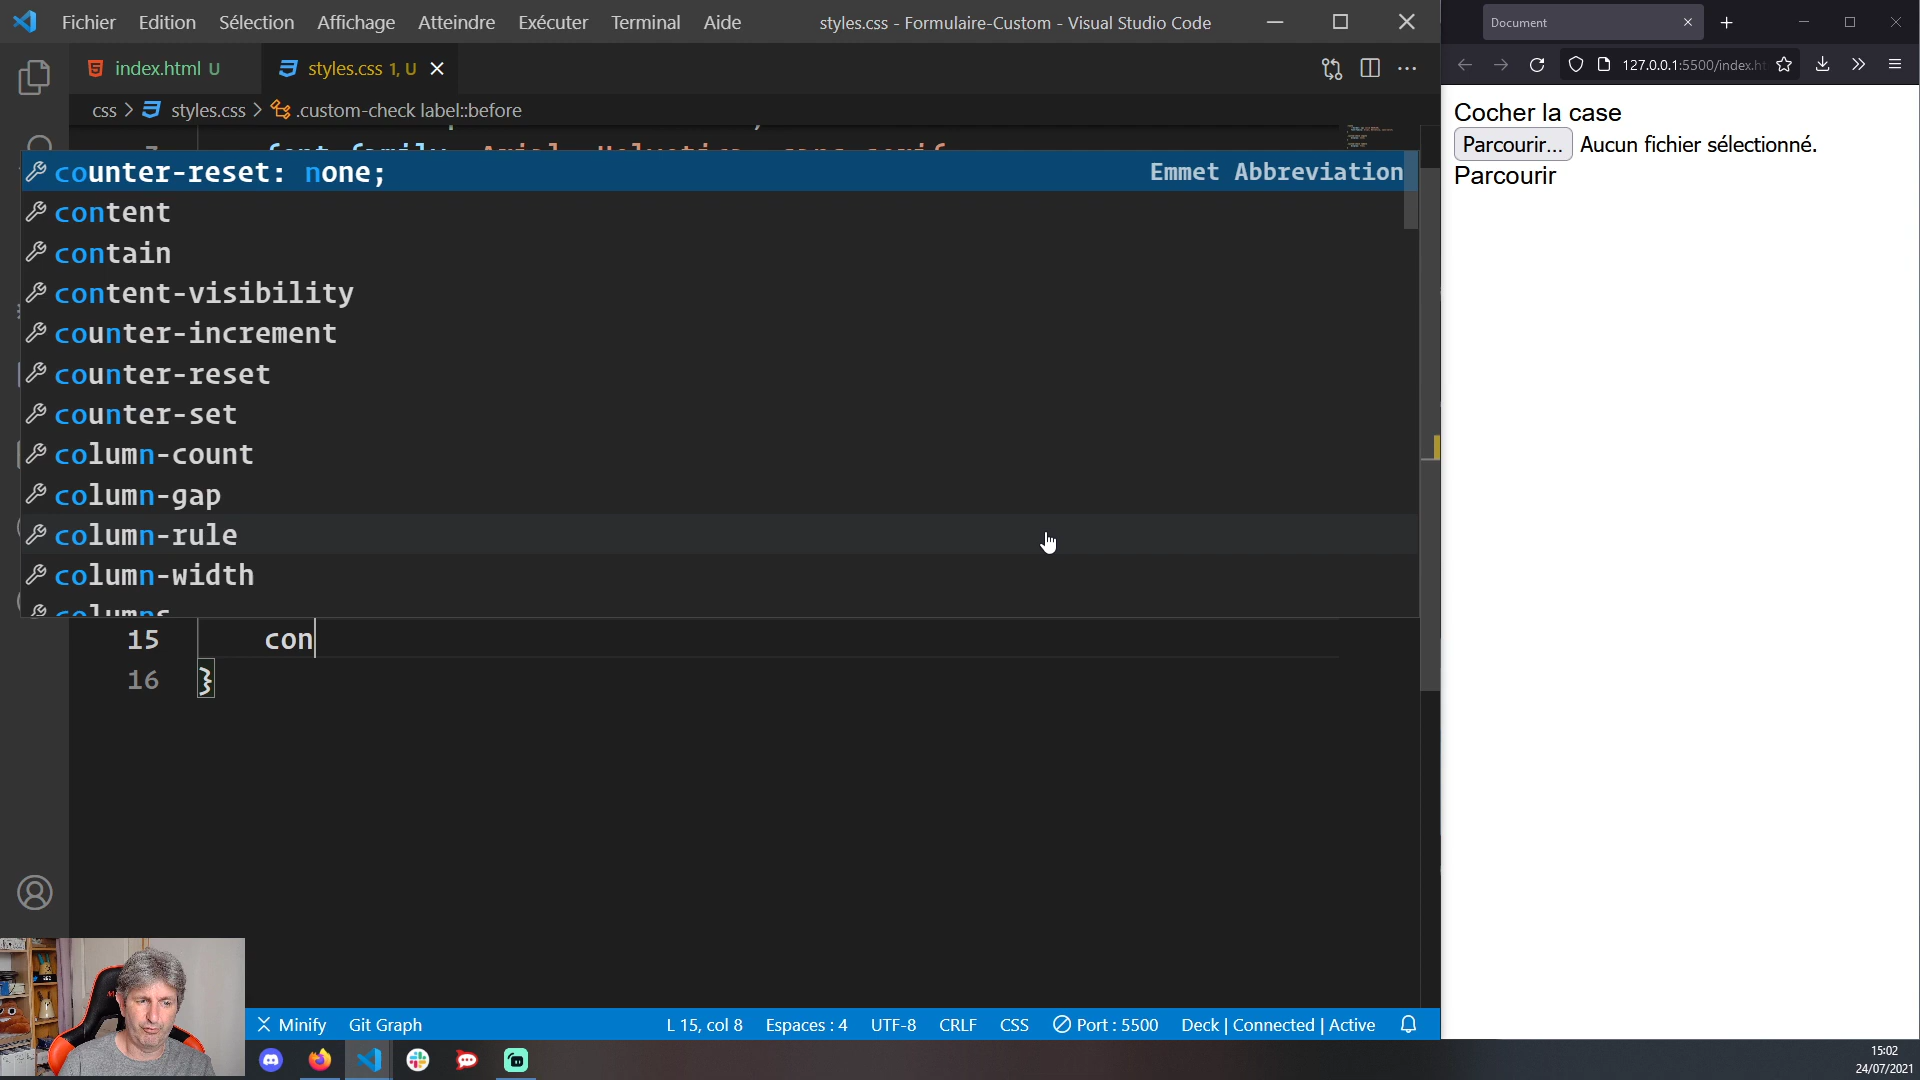 Fichier Edition Sélection Affichage Atteindre Exécuter Terminal Aide
styles.css - Formulaire-Custom - Visual Studio Code
index.html U
styles.css 1, U
css > styles.css > .custom-check label::before
counter-reset: none; Emmet Abbreviation
content
contain
content-visibility
counter-increment
counter-reset
counter-set
column-count
column-gap
column-rule
column-width
columns
15 con
16 }
Minify Git Graph
L 15, col 8 Espaces : 4 UTF-8 CRLF CSS Port : 5500 Deck | Connected | Active
Document
127.0.0.1:5500/index.ht
Cocher la case
Parcourir... Aucun fichier sélectionné.
Parcourir
15:02
24/07/2021